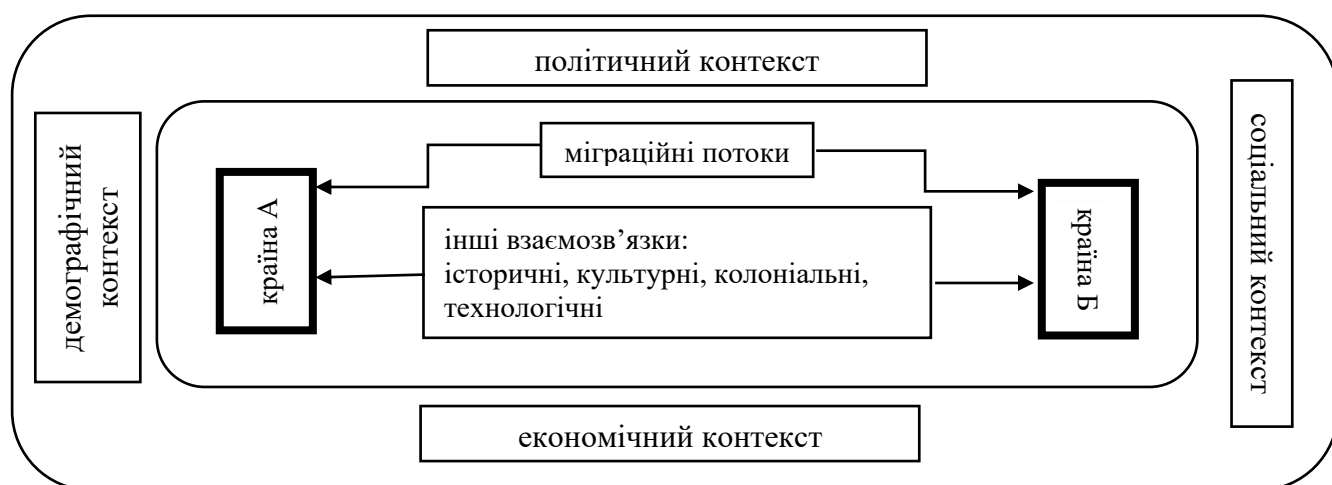 політичний контекст
демографічний
контекст
міграційні потоки
країна А
інші взаємозв’язки:
історичні, культурні, колоніальні,
технологічні
країна Б
соціальний контекст
економічний контекст